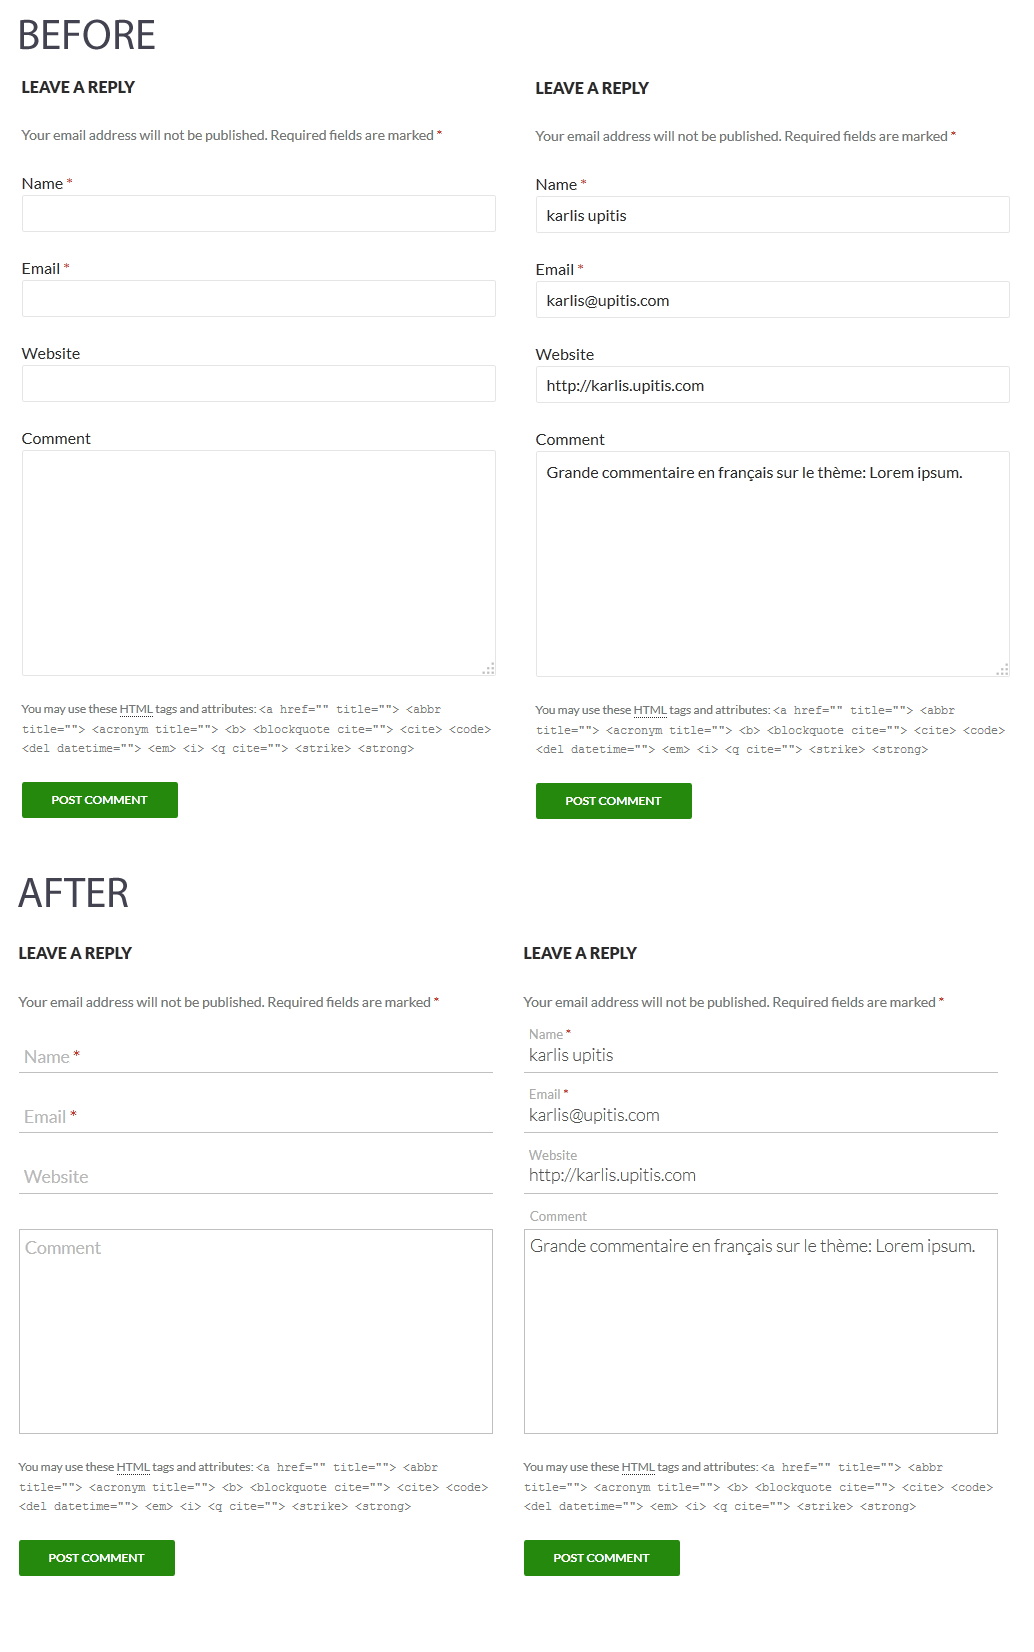 BEFORE
LEAVE A REPLY
Your email address will not be published. Required fields are marked *
Name *
Email *
Website
Comment
You may use these HTML tags and attributes: <a href="" title=""> <abbr
title=""> <acronym title=""> <b> <blockquote cite=""> <cite> <code>
<del datetime=""> <em> <i> <q cite=""> <strike> <strong>
POST COMMENT
LEAVE A REPLY
Your email address will not be published. Required fields are marked *
Name *
karlis upitis
Email *
karlis@upitis.com
Website
http://karlis.upitis.com
Comment
Grande commentaire en français sur le thème: Lorem ipsum.
You may use these HTML tags and attributes: <a href="" title=""> <abbr
title=""> <acronym title=""> <b> <blockquote cite=""> <cite> <code>
<del datetime=""> <em> <i> <q cite=""> <strike> <strong>
POST COMMENT
AFTER
LEAVE A REPLY
Your email address will not be published. Required fields are marked *
Name *
Email *
Website
Comment
You may use these HTML tags and attributes: <a href="" title=""> <abbr
title=""> <acronym title=""> <b> <blockquote cite=""> <cite> <code>
<del datetime=""> <em> <i> <q cite=""> <strike> <strong>
POST COMMENT
LEAVE A REPLY
Your email address will not be published. Required fields are marked *
Name *
karlis upitis
Email *
karlis@upitis.com
Website
http://karlis.upitis.com
Comment
Grande commentaire en français sur le thème: Lorem ipsum.
You may use these HTML tags and attributes: <a href="" title=""> <abbr
title=""> <acronym title=""> <b> <blockquote cite=""> <cite> <code>
<del datetime=""> <em> <i> <q cite=""> <strike> <strong>
POST COMMENT